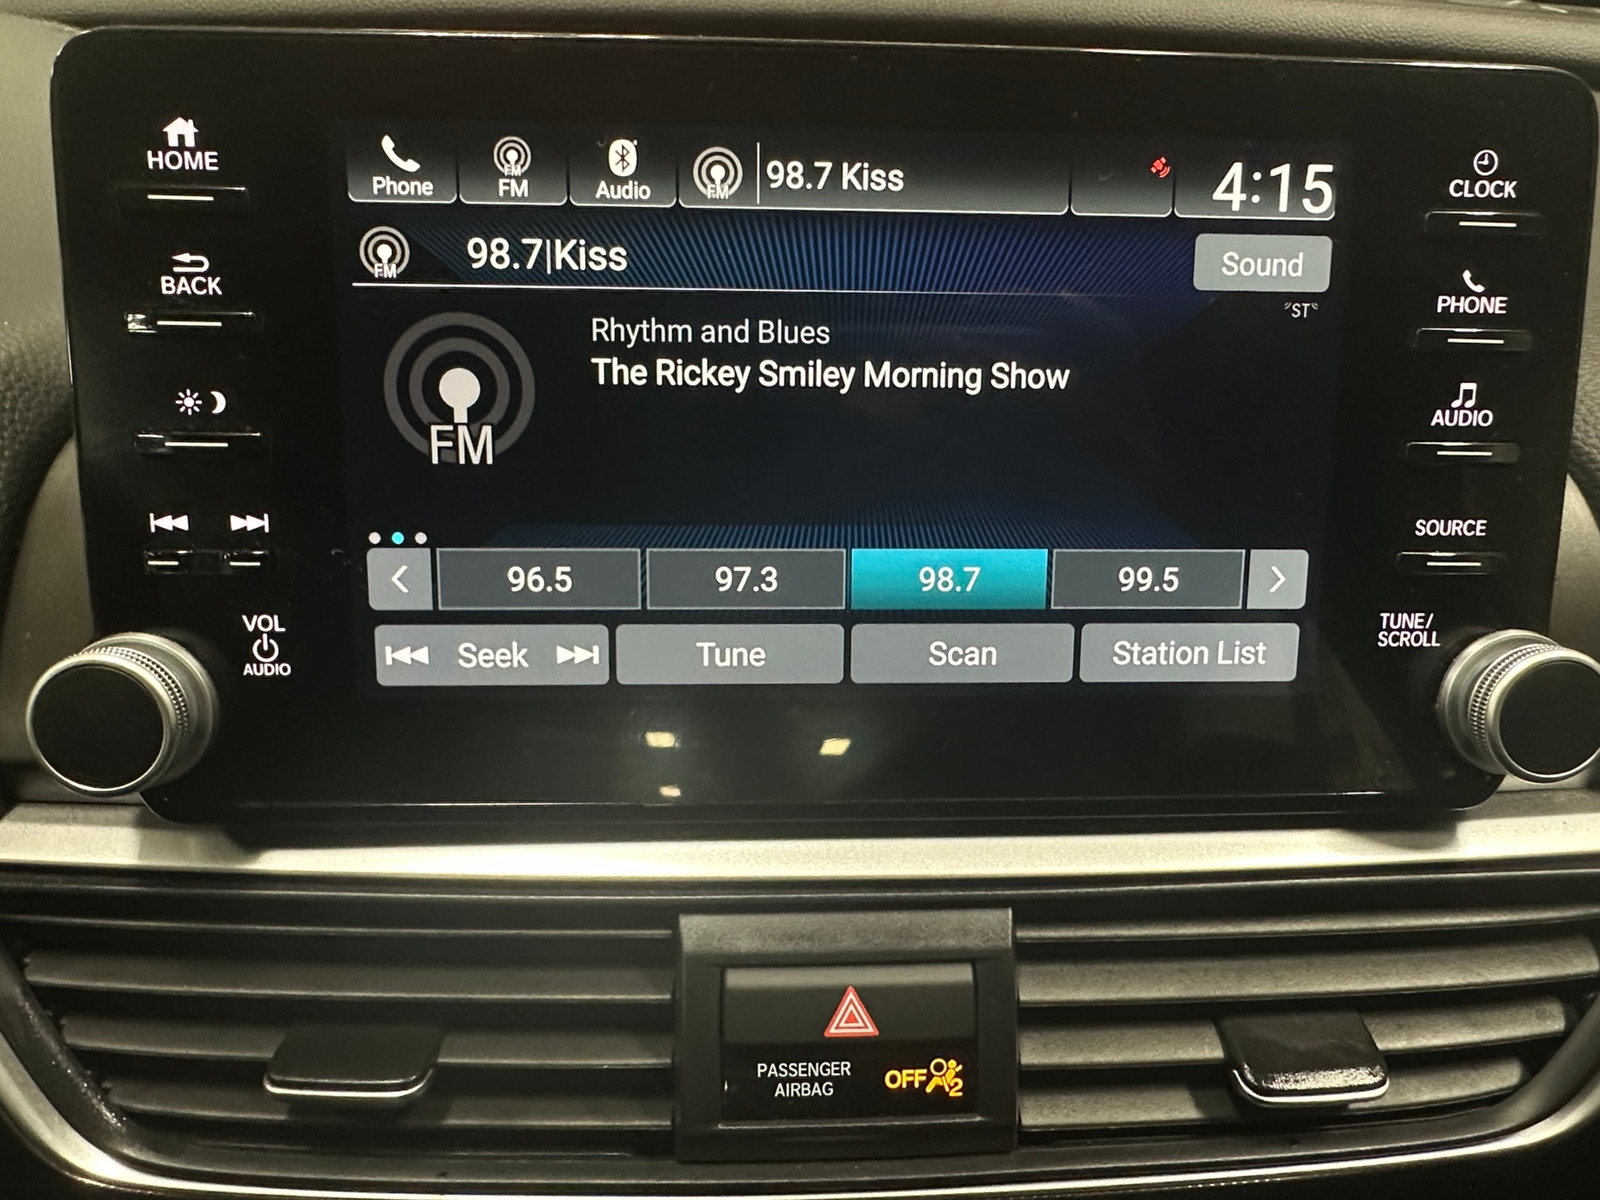 HOME
BACK
VOL
AUDIO
Phone
FM
FM
Audio
FM
98.7 Kiss
4:15
FM
98.7|Kiss
Sound
"ST"
Rhythm and Blues
The Rickey Smiley Morning Show
FM
96.5
97.3
98.7
99.5
Seek
Tune
Scan
Station List
CLOCK
PHONE
AUDIO
SOURCE
TUNE/
SCROLL
PASSENGER
AIRBAG
OFF 2